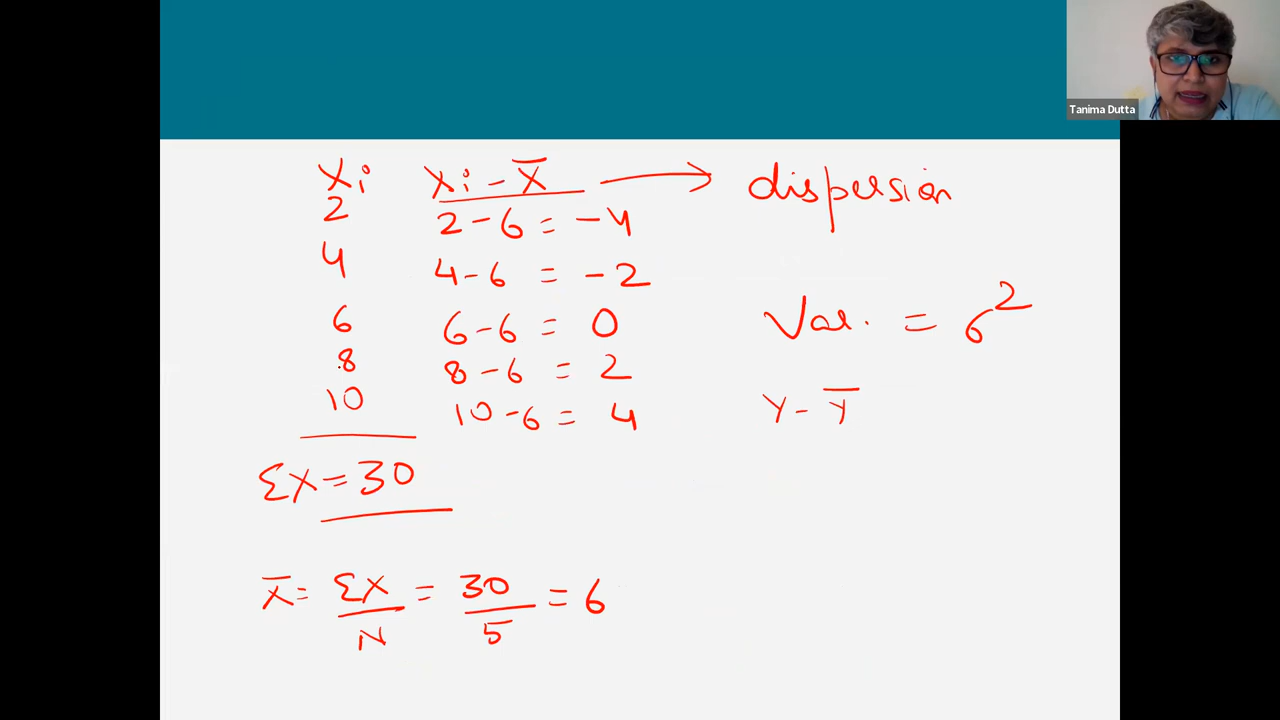 Tanima Dutta
Xi Xi - X̅ → dispersion
2 2 - 6 = -4
4 4 - 6 = -2
6 6 - 6 = 0 Var. = σ²
8 8 - 6 = 2
10 10 - 6 = 4 Y - Y̅
ΣX = 30
X̅ = ΣX/N = 30/5 = 6